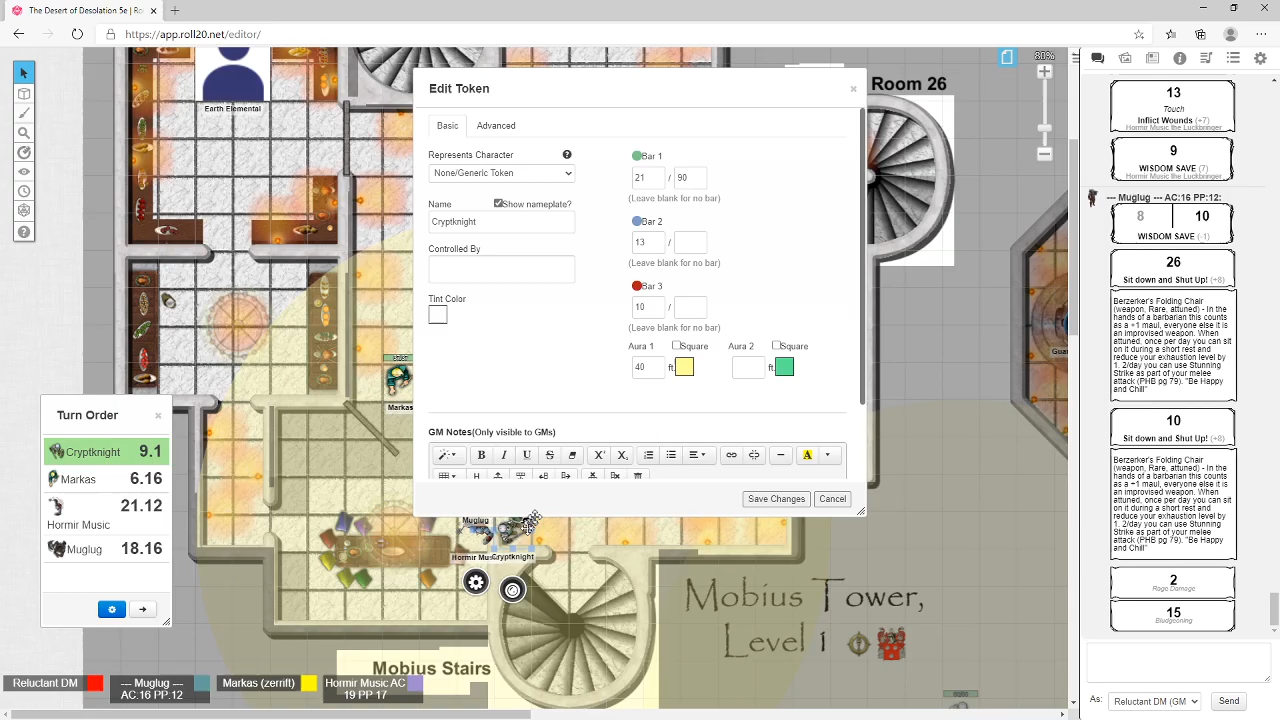 The Desert of Desolation 5e | Ro
https://app.roll20.net/editor/
Earth Elemental
Room 26
80%
Edit Token
Basic
Advanced
Represents Character
None/Generic Token
Name
Show nameplate?
Cryptknight
Controlled By
Tint Color
Bar 1
21 / 90
(Leave blank for no bar)
Bar 2
13 /
(Leave blank for no bar)
Bar 3
10 /
(Leave blank for no bar)
Aura 1
Square
Aura 2
Square
40 ft.
ft.
GM Notes(Only visible to GMs)
B I U S
X X
A
H
Save Changes
Cancel
Markas
Turn Order
Cryptknight 9.1
Markas 6.16
21.12
Hormir Music
Muglug 18.16
Muglug
Cryptknight
Mobius Tower,
Level 1
Mobius Stairs
Reluctant DM
--- Muglug ---
AC:16 PP:12
Markas (zerrift)
Hormir Music AC
19 PP 17
13
Touch
Inflict Wounds (+7)
Hormir Music the Luckbringer
9
WISDOM SAVE (7)
Hormir Music the Luckbringer
--- Muglug --- AC:16 PP:12:
8 10
WISDOM SAVE (-1)
26
Sit down and Shut Up! (+8)
Berzerker's Folding Chair
(weapon, Rare, attuned) - In
the hands of a barbarian this
counts as a +1 maul, everyone
else it is an improvised weapon.
When attuned, once per day you
can sit on it during a short rest
and reduce your exhaustion
level by 1. 2/day you can use
Stunning Strike as part of your
melee attack (PHB pg 79). "Be
Happy and Chill"
10
Sit down and Shut Up! (+8)
Berzerker's Folding Chair
(weapon, Rare, attuned) - In
the hands of a barbarian this
counts as a +1 maul, everyone
else it is an improvised weapon.
When attuned, once per day you
can sit on it during a short rest
and reduce your exhaustion
level by 1. 2/day you can use
Stunning Strike as part of your
melee attack (PHB pg 79). "Be
Happy and Chill"
2
Rage Damage
15
Bludgeoning
As:
Reluctant DM (GM
Send